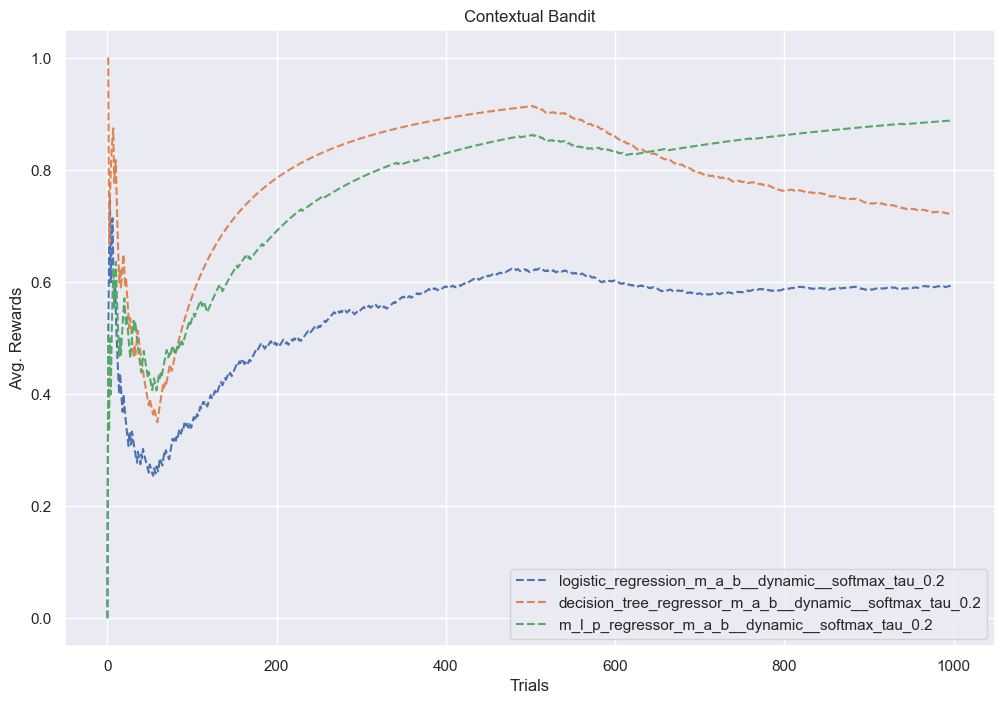 Contextual Bandit
1.0
0.8
0.6
0.4
0.2
0.0
Avg. Rewards
0
200
400
600
800
1000
Trials
logistic_regression_m_a_b__dynamic__softmax_tau_0.2
decision_tree_regressor_m_a_b__dynamic__softmax_tau_0.2
m_l_p_regressor_m_a_b__dynamic__softmax_tau_0.2